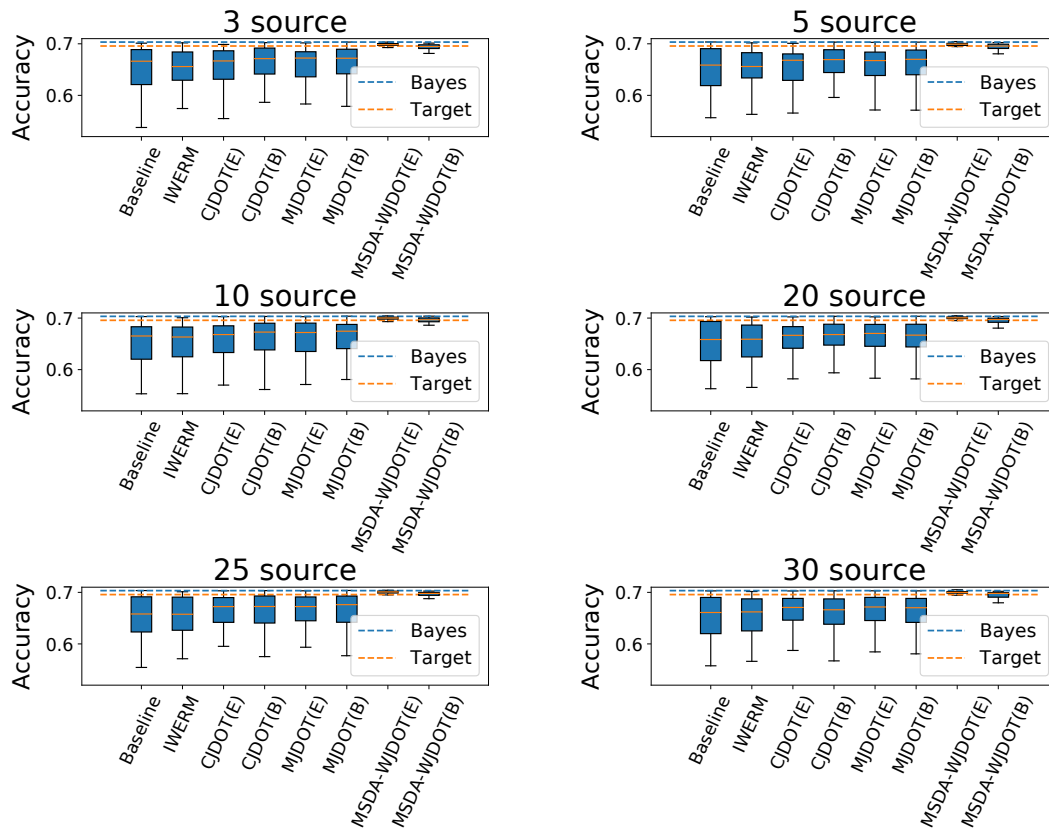 3 source
Accuracy
0.7
0.6
Bayes
Target
Baseline
IWERM
CJDOT(E)
CJDOT(B)
MJDOT(E)
MJDOT(B)
MSDA-WJDOT(E)
MSDA-WJDOT(B)
5 source
Accuracy
0.7
0.6
Bayes
Target
Baseline
IWERM
CJDOT(E)
CJDOT(B)
MJDOT(E)
MJDOT(B)
MSDA-WJDOT(E)
MSDA-WJDOT(B)
10 source
Accuracy
0.7
0.6
Bayes
Target
Baseline
IWERM
CJDOT(E)
CJDOT(B)
MJDOT(E)
MJDOT(B)
MSDA-WJDOT(E)
MSDA-WJDOT(B)
20 source
Accuracy
0.7
0.6
Bayes
Target
Baseline
IWERM
CJDOT(E)
CJDOT(B)
MJDOT(E)
MJDOT(B)
MSDA-WJDOT(E)
MSDA-WJDOT(B)
25 source
Accuracy
0.7
0.6
Bayes
Target
Baseline
IWERM
CJDOT(E)
CJDOT(B)
MJDOT(E)
MJDOT(B)
MSDA-WJDOT(E)
MSDA-WJDOT(B)
30 source
Accuracy
0.7
0.6
Bayes
Target
Baseline
IWERM
CJDOT(E)
CJDOT(B)
MJDOT(E)
MJDOT(B)
MSDA-WJDOT(E)
MSDA-WJDOT(B)